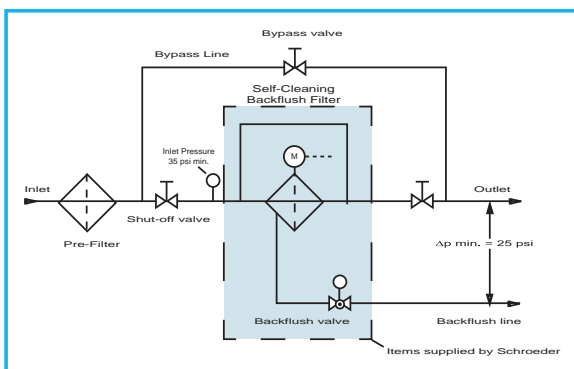 Bypass valve
Bypass Line
Self-Cleaning
Backflush Filter
Inlet Pressure
35 psi min.
M
Inlet
Outlet
Shut-off valve
Pre-Filter
Δp min. = 25 psi
Backflush valve
Backflush line
Items supplied by Schroeder